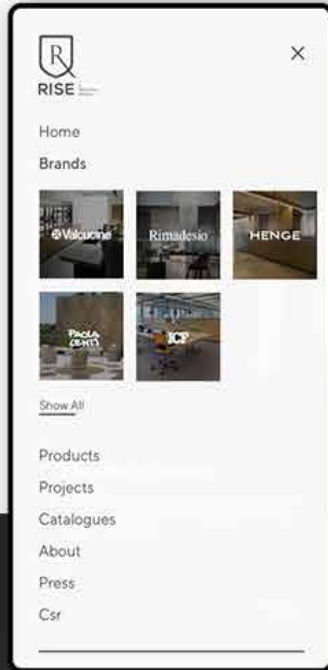 R
RISE
Home
Brands
Valcucine
Rimadesio
HENGE
PAOLA
LENTI
ICF
Show All
Products
Projects
Catalogues
About
Press
Csr